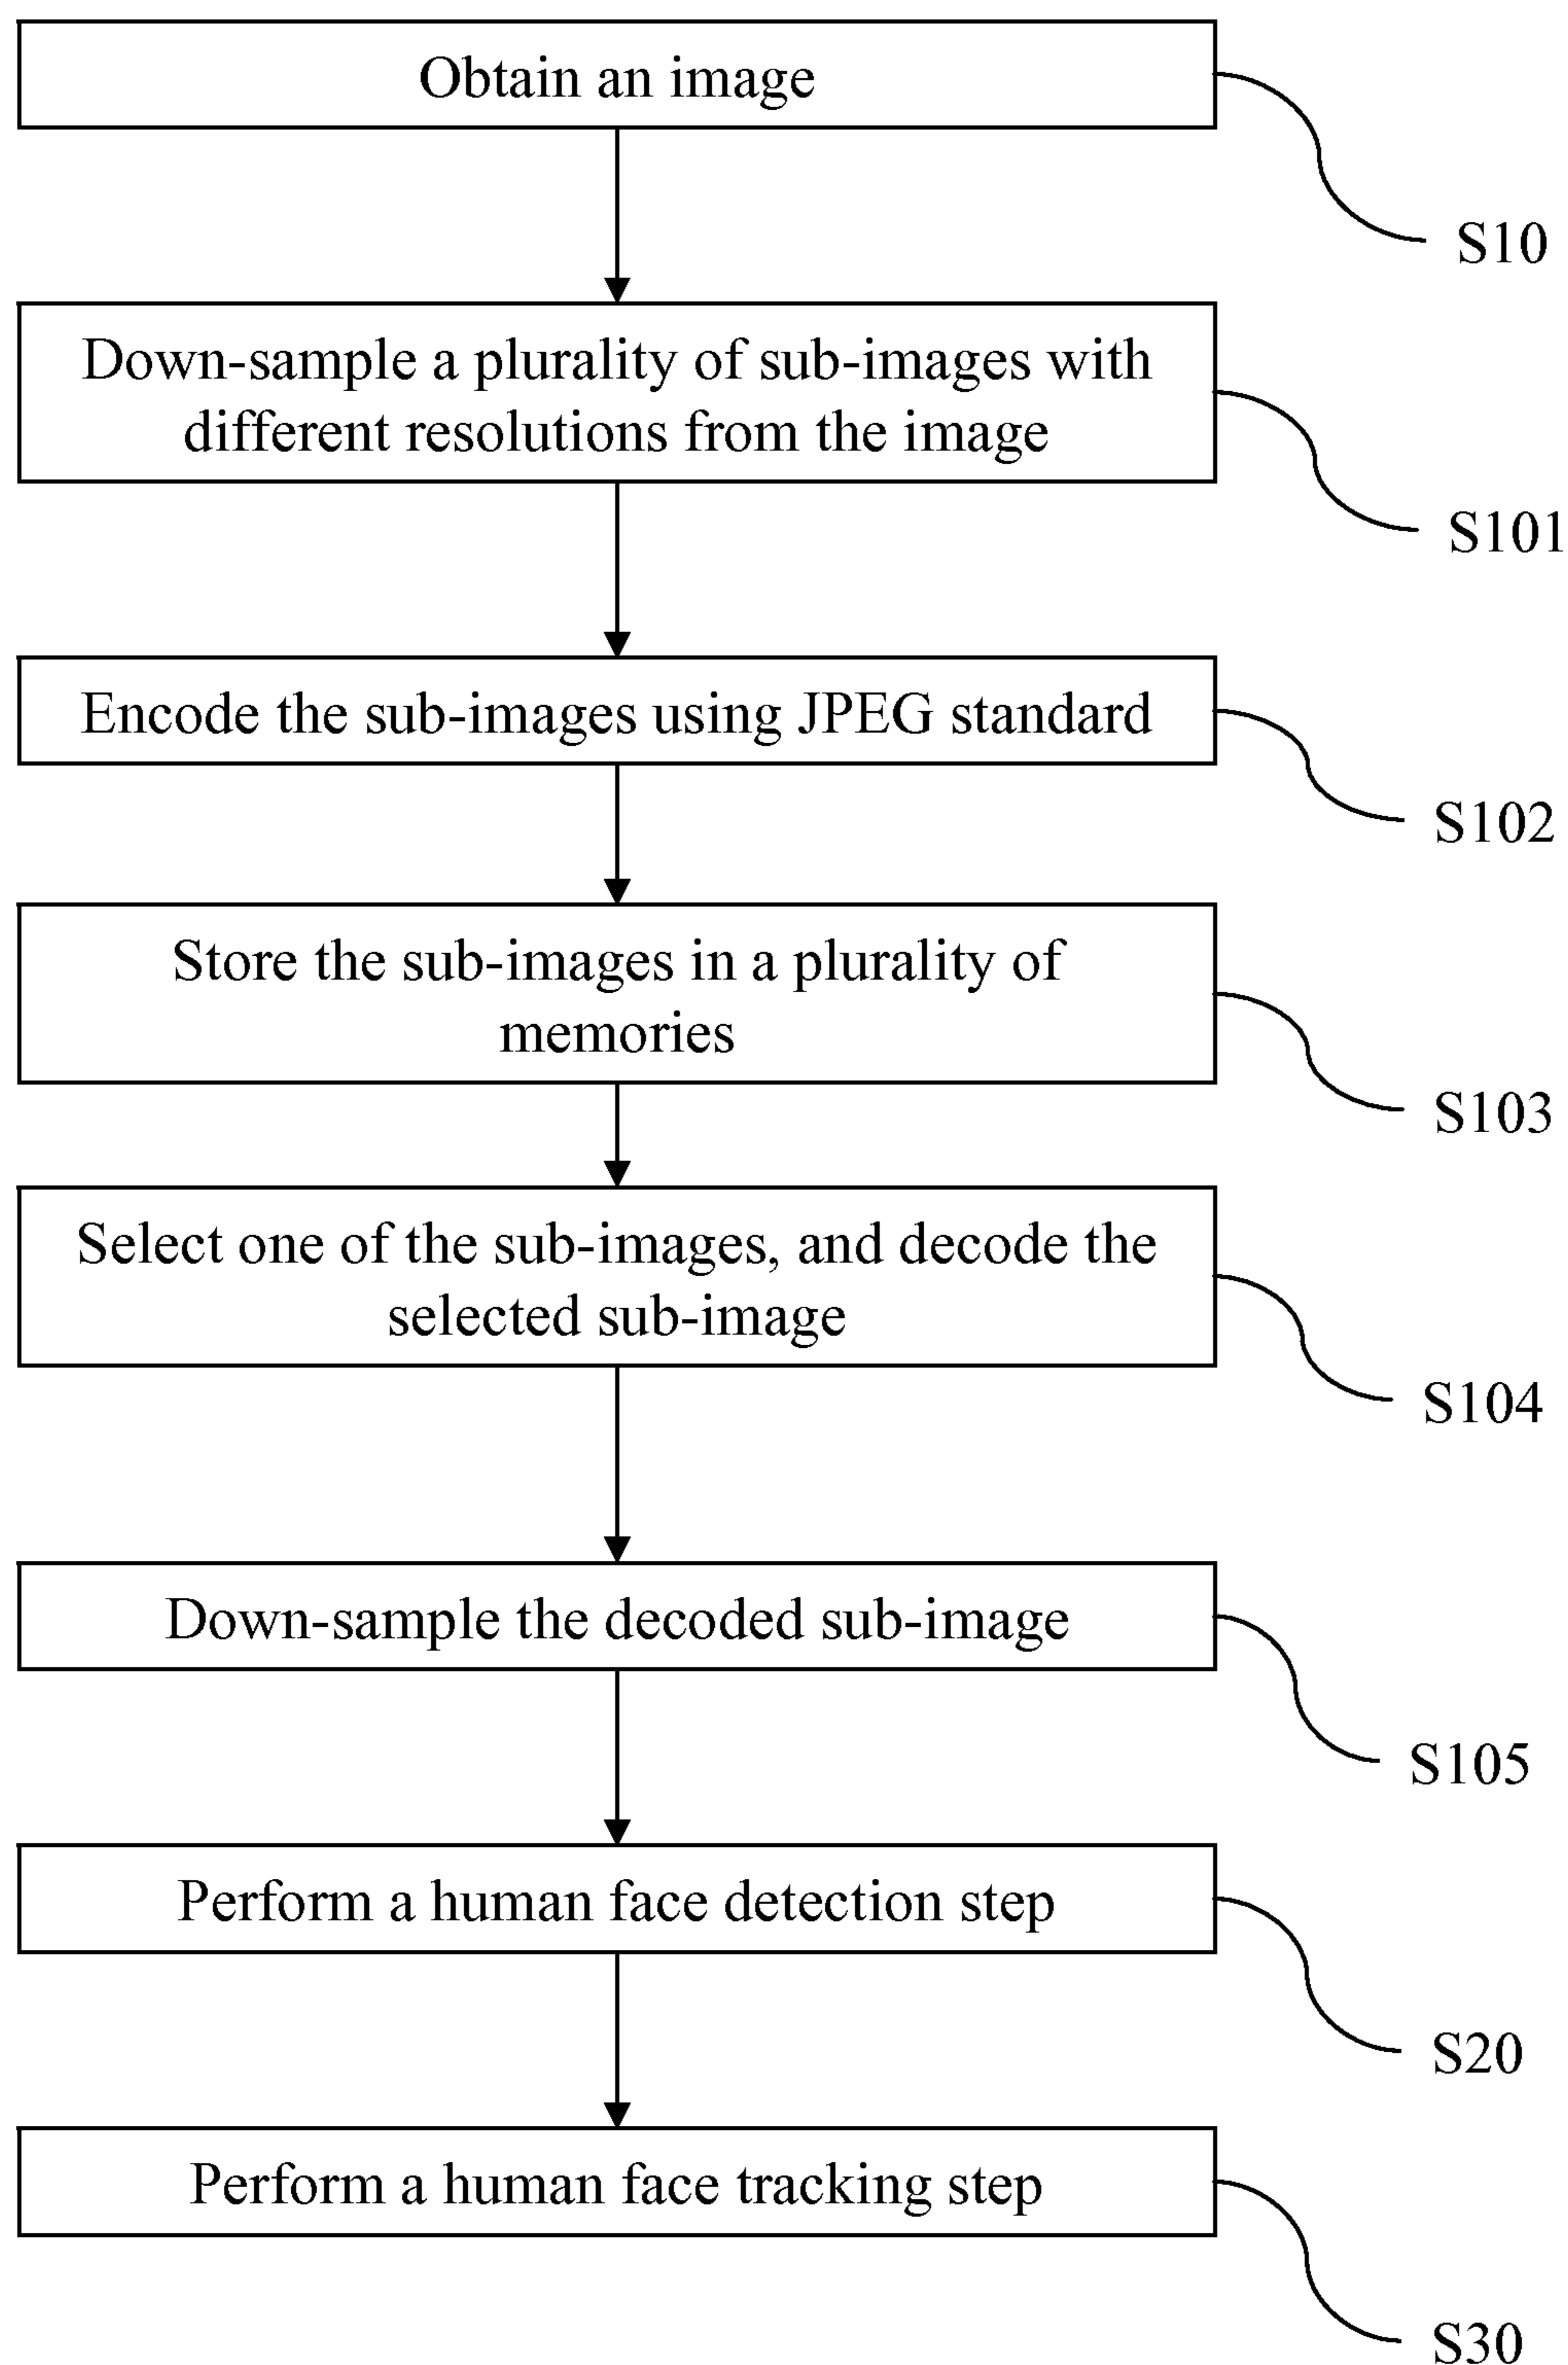 Obtain an image
S10
Down-sample a plurality of sub-images with
different resolutions from the image
S101
Encode the sub-images using JPEG standard
S102
Store the sub-images in a plurality of
memories
S103
Select one of the sub-images, and decode the
selected sub-image
S104
Down-sample the decoded sub-image
S105
Perform a human face detection step
S20
Perform a human face tracking step
S30